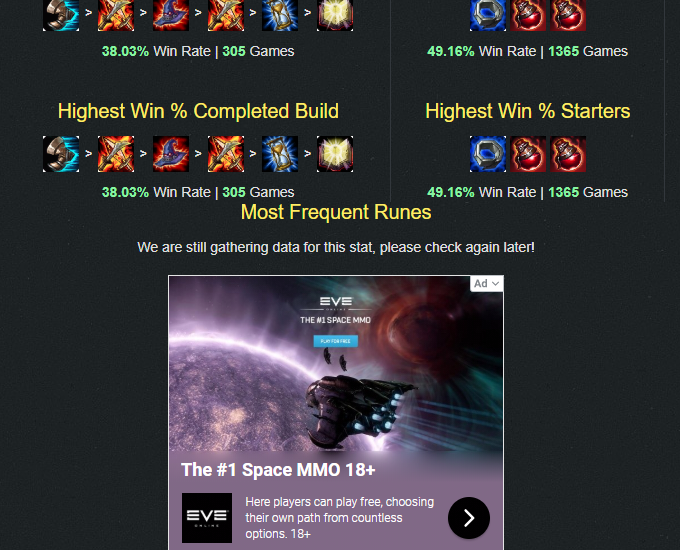 > > > > >
38.03% Win Rate | 305 Games
49.16% Win Rate | 1365 Games
Highest Win % Completed Build
Highest Win % Starters
> > > > >
38.03% Win Rate | 305 Games
49.16% Win Rate | 1365 Games
Most Frequent Runes
We are still gathering data for this stat, please check again later!
Ad
EVE
ONLINE
THE #1 SPACE MMO
PLAY FOR FREE
The #1 Space MMO 18+
EVE
ONLINE
Here players can play free, choosing
their own path from countless
options. 18+